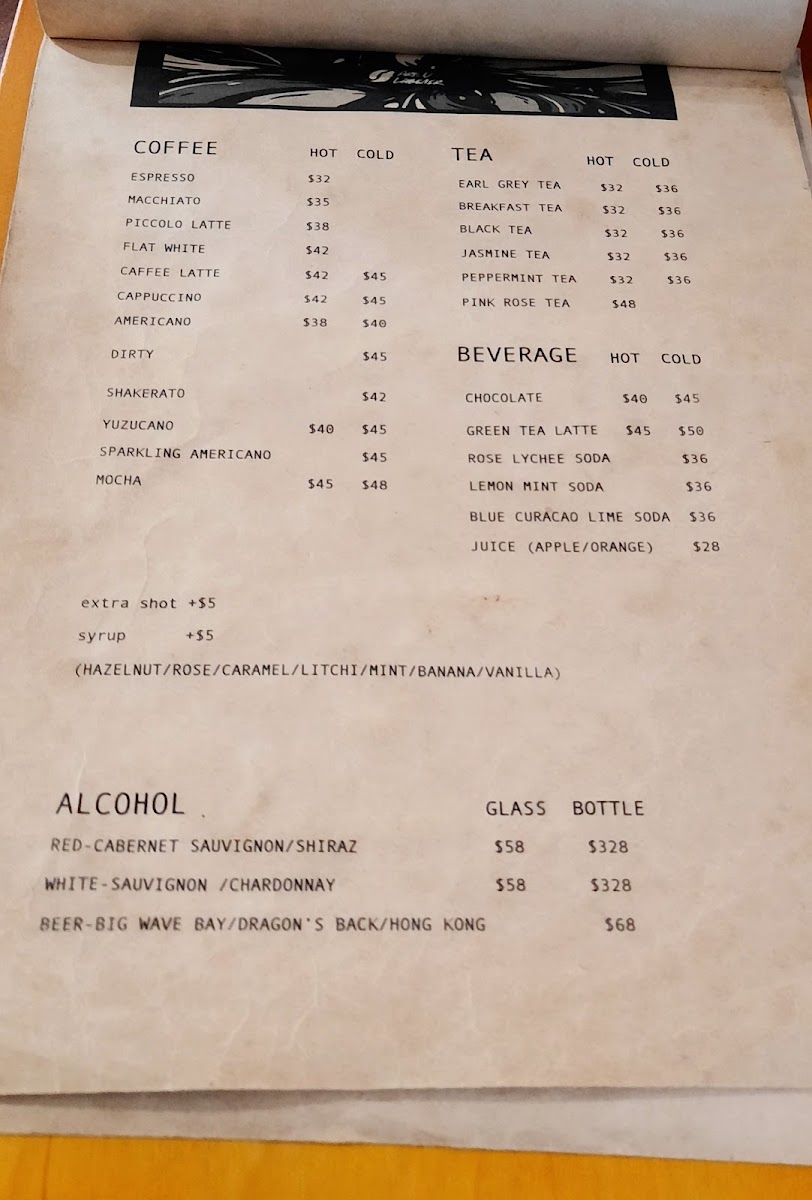 COFFEE HOT COLD
ESPRESSO $32
MACCHIATO $35
PICCOLO LATTE $38
FLAT WHITE $42
CAFFEE LATTE $42 $45
CAPPUCCINO $42 $45
AMERICANO $38 $40
DIRTY $45
SHAKERATO $42
YUZUCANO $40 $45
SPARKLING AMERICANO $45
MOCHA $45 $48
TEA HOT COLD
EARL GREY TEA $32 $36
BREAKFAST TEA $32 $36
BLACK TEA $32 $36
JASMINE TEA $32 $36
PEPPERMINT TEA $32 $36
PINK ROSE TEA $48
BEVERAGE HOT COLD
CHOCOLATE $40 $45
GREEN TEA LATTE $45 $50
ROSE LYCHEE SODA $36
LEMON MINT SODA $36
BLUE CURACAO LIME SODA $36
JUICE (APPLE/ORANGE) $28
extra shot +$5
syrup +$5
(HAZELNUT/ROSE/CARAMEL/LITCHI/MINT/BANANA/VANILLA)
ALCOHOL GLASS BOTTLE
RED-CABERNET SAUVIGNON/SHIRAZ $58 $328
WHITE-SAUVIGNON /CHARDONNAY $58 $328
BEER-BIG WAVE BAY/DRAGON'S BACK/HONG KONG $68